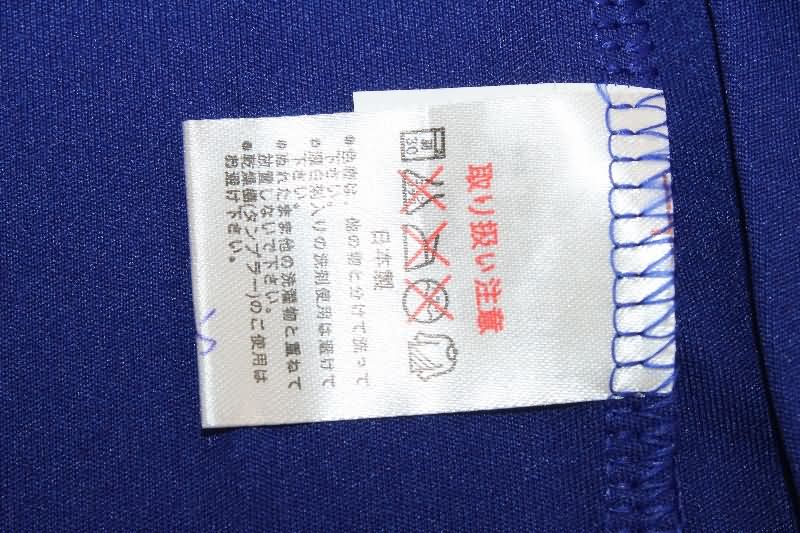 取り扱い注意
弱
30
日本製
●色物は、他の物と分けて洗って
下さい。
●蛍光剤入りの洗剤使用は避けて
下さい。
●ぬれたまま他の洗濯物と重ねて
放置しないで下さい。
●乾燥機(タンブラー)のご使用は
お避け下さい。